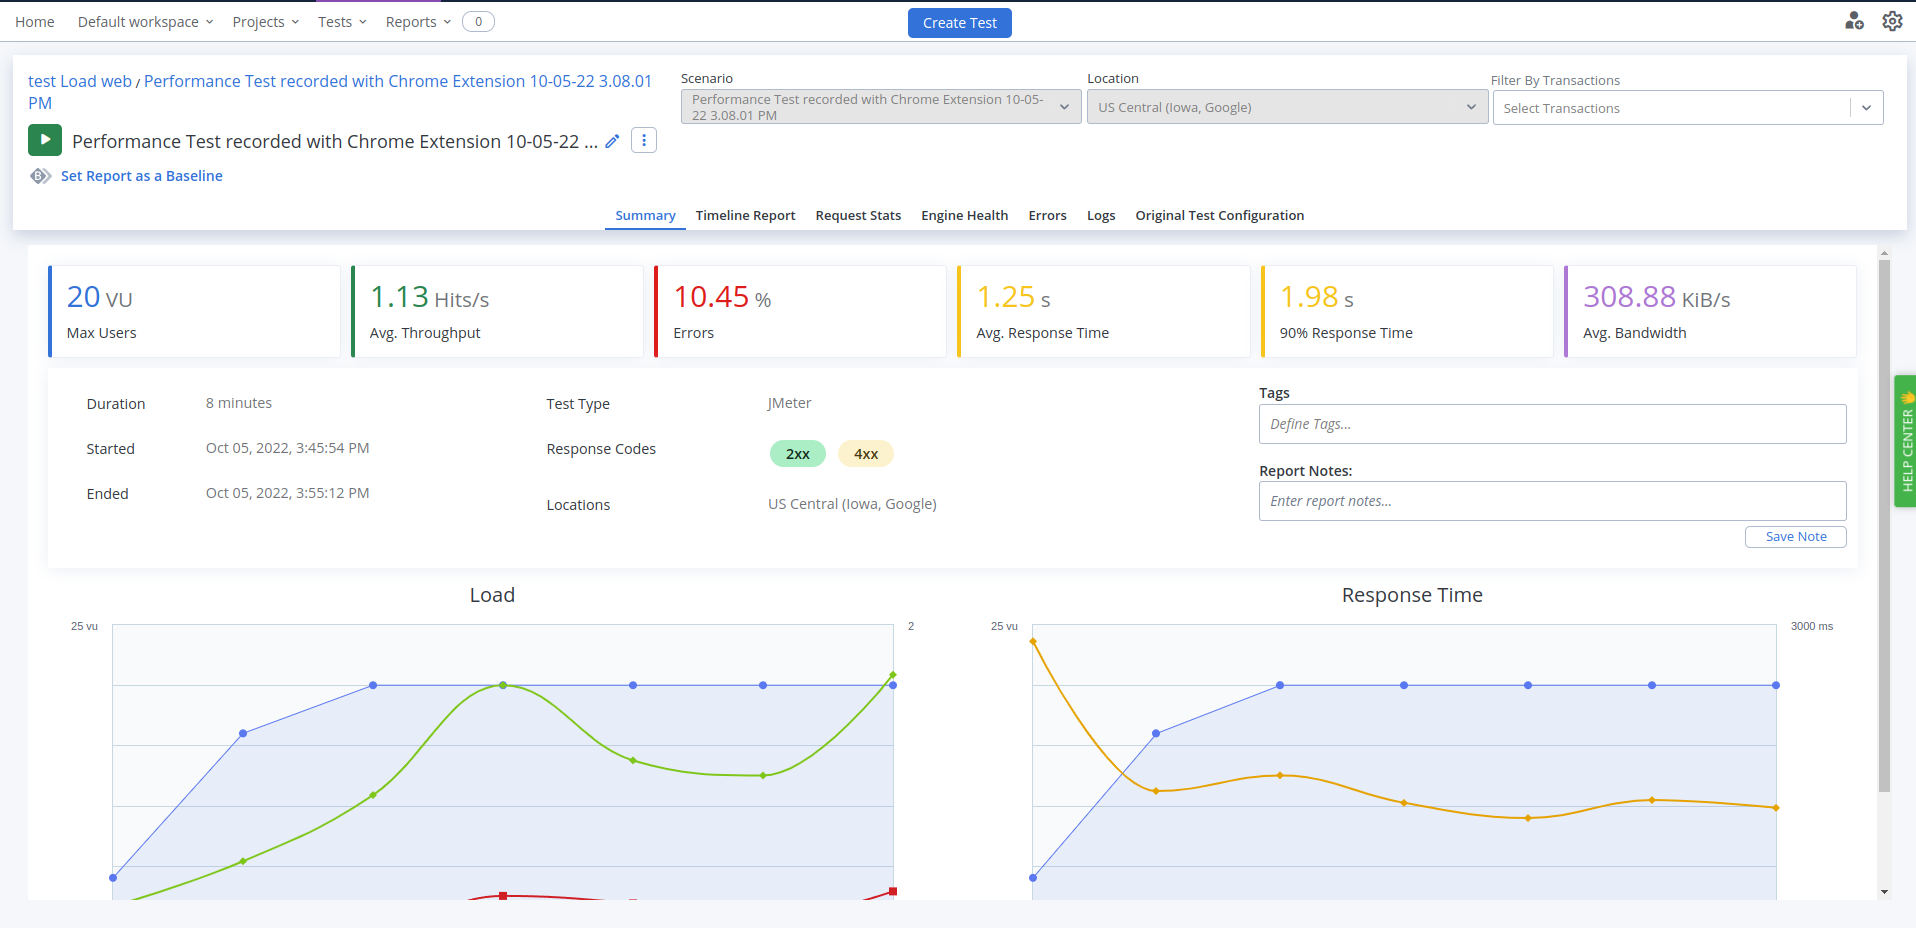 Home Default workspace Projects Tests Reports 0 Create Test
test Load web / Performance Test recorded with Chrome Extension 10-05-22 3.08.01
PM
Performance Test recorded with Chrome Extension 10-05-22 ...
Set Report as a Baseline
Scenario
Performance Test recorded with Chrome Extension 10-05-
22 3.08.01 PM
Location
US Central (Iowa, Google)
Filter By Transactions
Select Transactions
Summary Timeline Report Request Stats Engine Health Errors Logs Original Test Configuration
20 VU
Max Users
1.13 Hits/s
Avg. Throughput
10.45 %
Errors
1.25 s
Avg. Response Time
1.98 s
90% Response Time
308.88 KiB/s
Avg. Bandwidth
Duration 8 minutes
Started Oct 05, 2022, 3:45:54 PM
Ended Oct 05, 2022, 3:55:12 PM
Test Type JMeter
Response Codes 2xx 4xx
Locations US Central (Iowa, Google)
Tags
Define Tags...
Report Notes:
Enter report notes...
Save Note
HELP CENTER
Load
25 vu 2
Response Time
25 vu 3000 ms